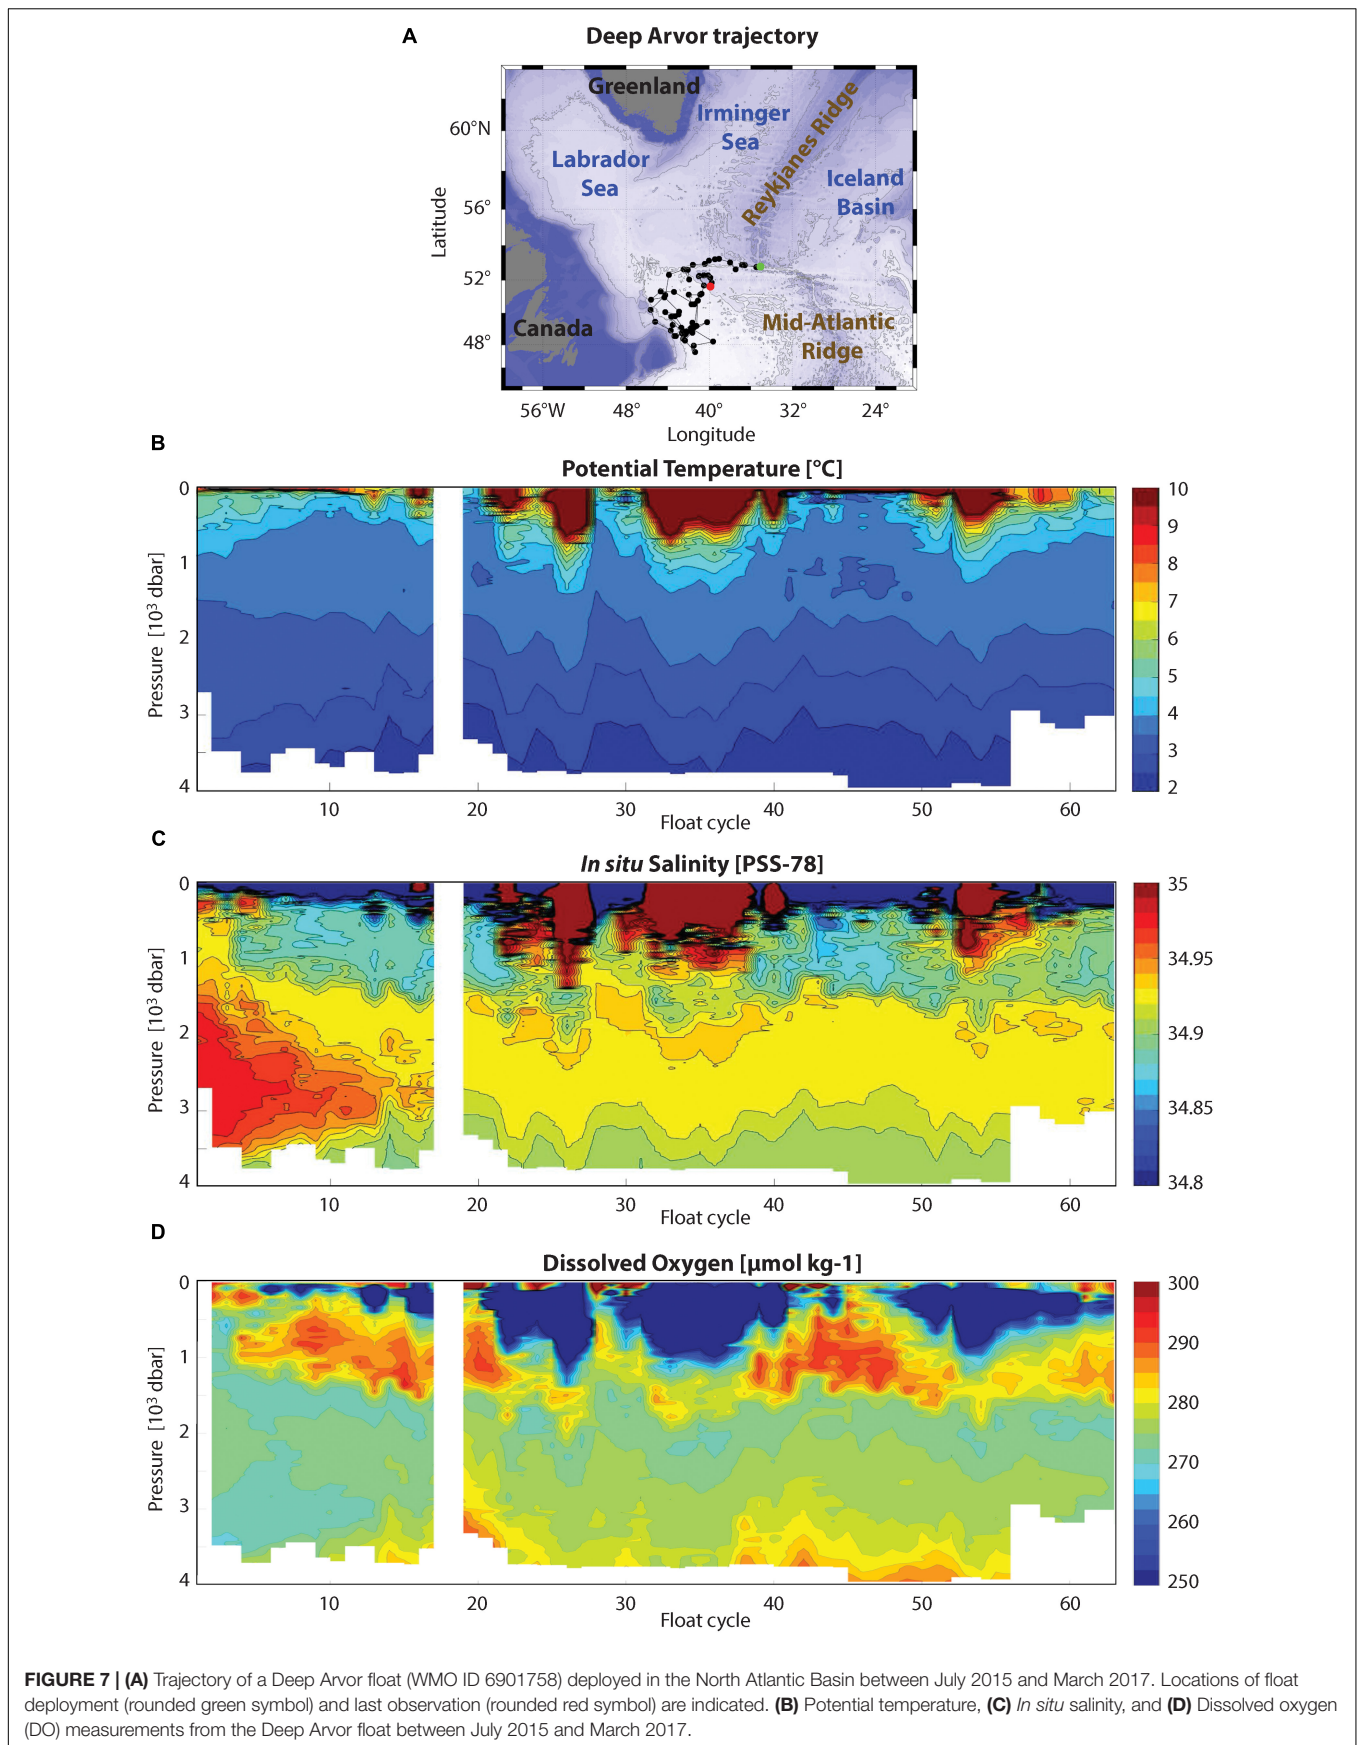 A
Deep Arvor trajectory
Greenland
Irminger
Sea
Reykjanes Ridge
Labrador
Sea
Iceland
Basin
Canada
Mid-Atlantic
Ridge
60°N
56°
52°
48°
Latitude
56°W 48° 40° 32° 24°
Longitude
B
Potential Temperature [°C]
0
1
2
3
4
Pressure [10³ dbar]
10 20 30 40 50 60
Float cycle
10
9
8
7
6
5
4
3
2
C
In situ Salinity [PSS-78]
0
1
2
3
4
Pressure [10³ dbar]
10 20 30 40 50 60
Float cycle
35
34.95
34.9
34.85
34.8
D
Dissolved Oxygen [µmol kg-1]
0
1
2
3
4
Pressure [10³ dbar]
10 20 30 40 50 60
Float cycle
300
290
280
270
260
250
FIGURE 7 | (A) Trajectory of a Deep Arvor float (WMO ID 6901758) deployed in the North Atlantic Basin between July 2015 and March 2017. Locations of float
deployment (rounded green symbol) and last observation (rounded red symbol) are indicated. (B) Potential temperature, (C) In situ salinity, and (D) Dissolved oxygen
(DO) measurements from the Deep Arvor float between July 2015 and March 2017.